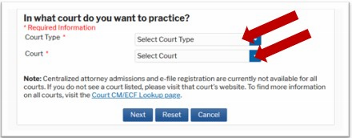 In what court do you want to practice?
* Required Information
Court Type * Select Court Type
Court * Select Court
Note: Centralized attorney admissions and e-file registration are currently not available for all
courts. If you do not see a court listed, please visit that court's website. To find more information
on all courts, visit the Court CM/ECF Lookup page.
Next Reset Cancel